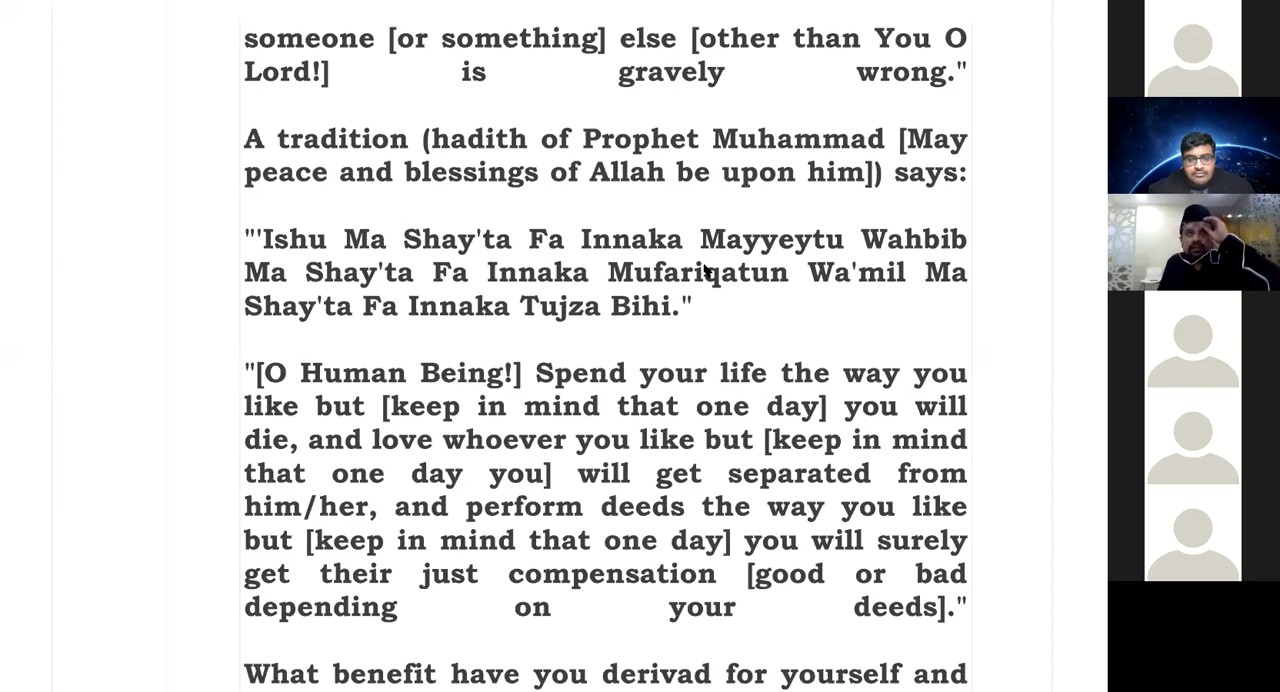 someone [or something] else [other than You O
Lord!] is gravely wrong."
A tradition (hadith of Prophet Muhammad [May
peace and blessings of Allah be upon him]) says:
"'Ishu Ma Shay'ta Fa Innaka Mayyeytu Wahbib
Ma Shay'ta Fa Innaka Mufariqatun Wa'mil Ma
Shay'ta Fa Innaka Tujza Bihi."
"[O Human Being!] Spend your life the way you
like but [keep in mind that one day] you will
die, and love whoever you like but [keep in mind
that one day you] will get separated from
him/her, and perform deeds the way you like
but [keep in mind that one day] you will surely
get their just compensation [good or bad
depending on your deeds]."
What benefit have you derivad for yourself and